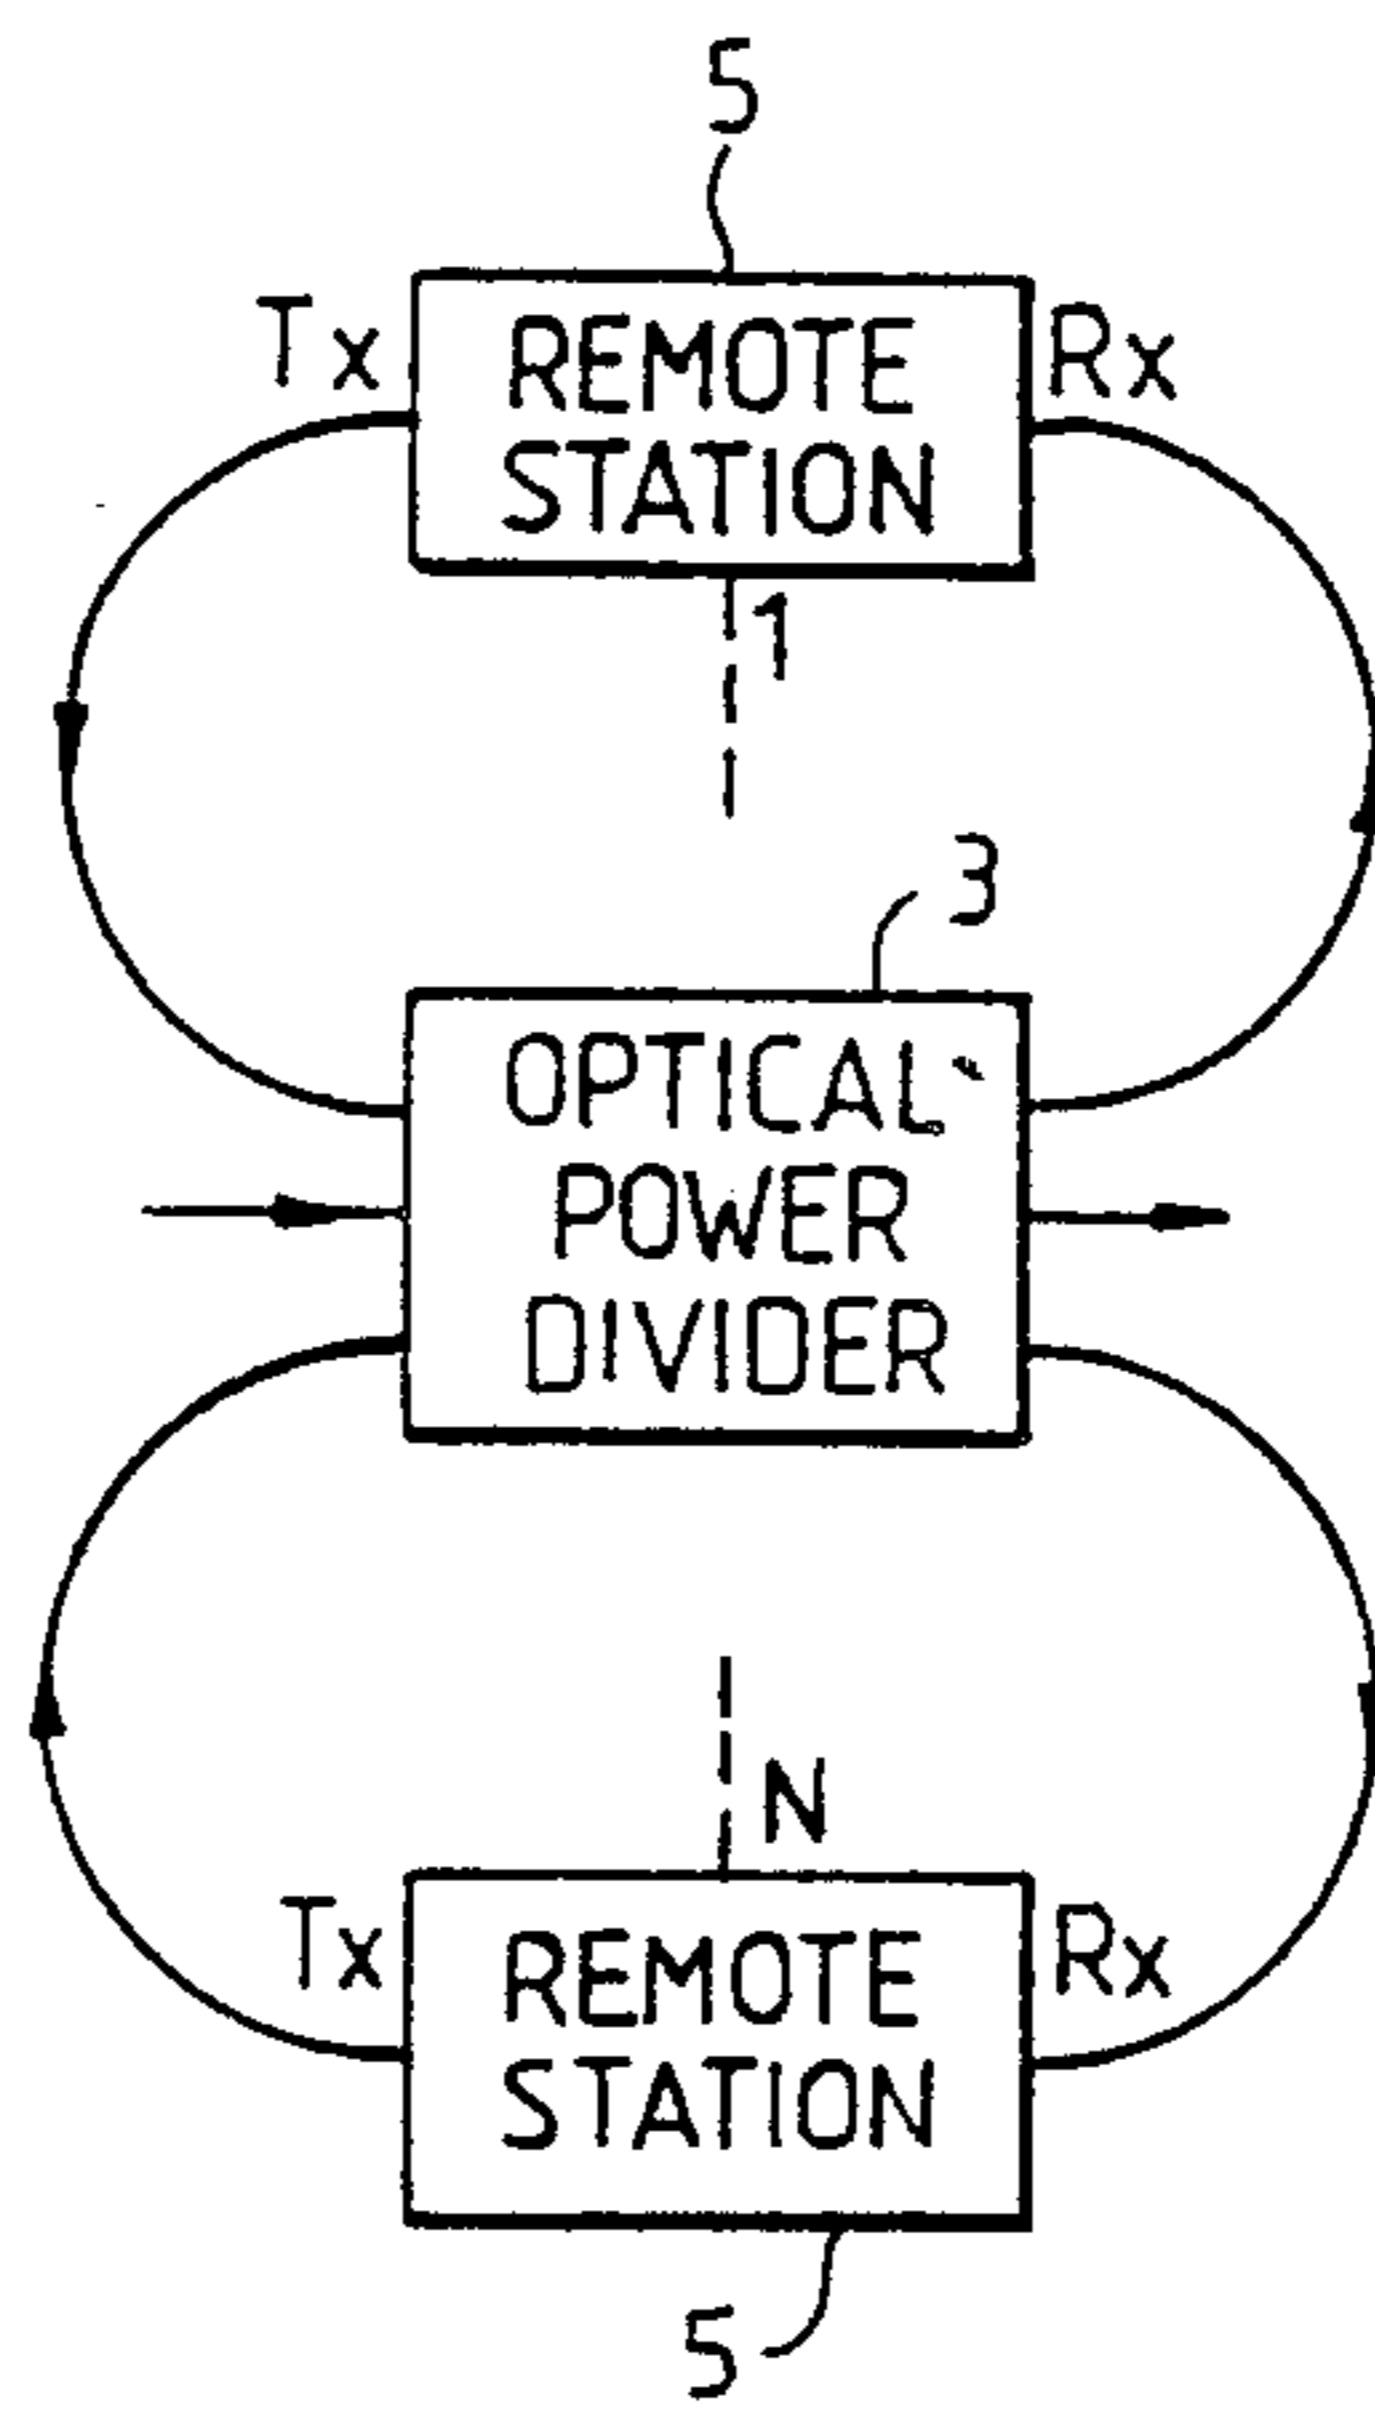 5
Tx
REMOTE
STATION
Rx
1
3
OPTICAL
POWER
DIVIDER
N
Tx
REMOTE
STATION
Rx
5